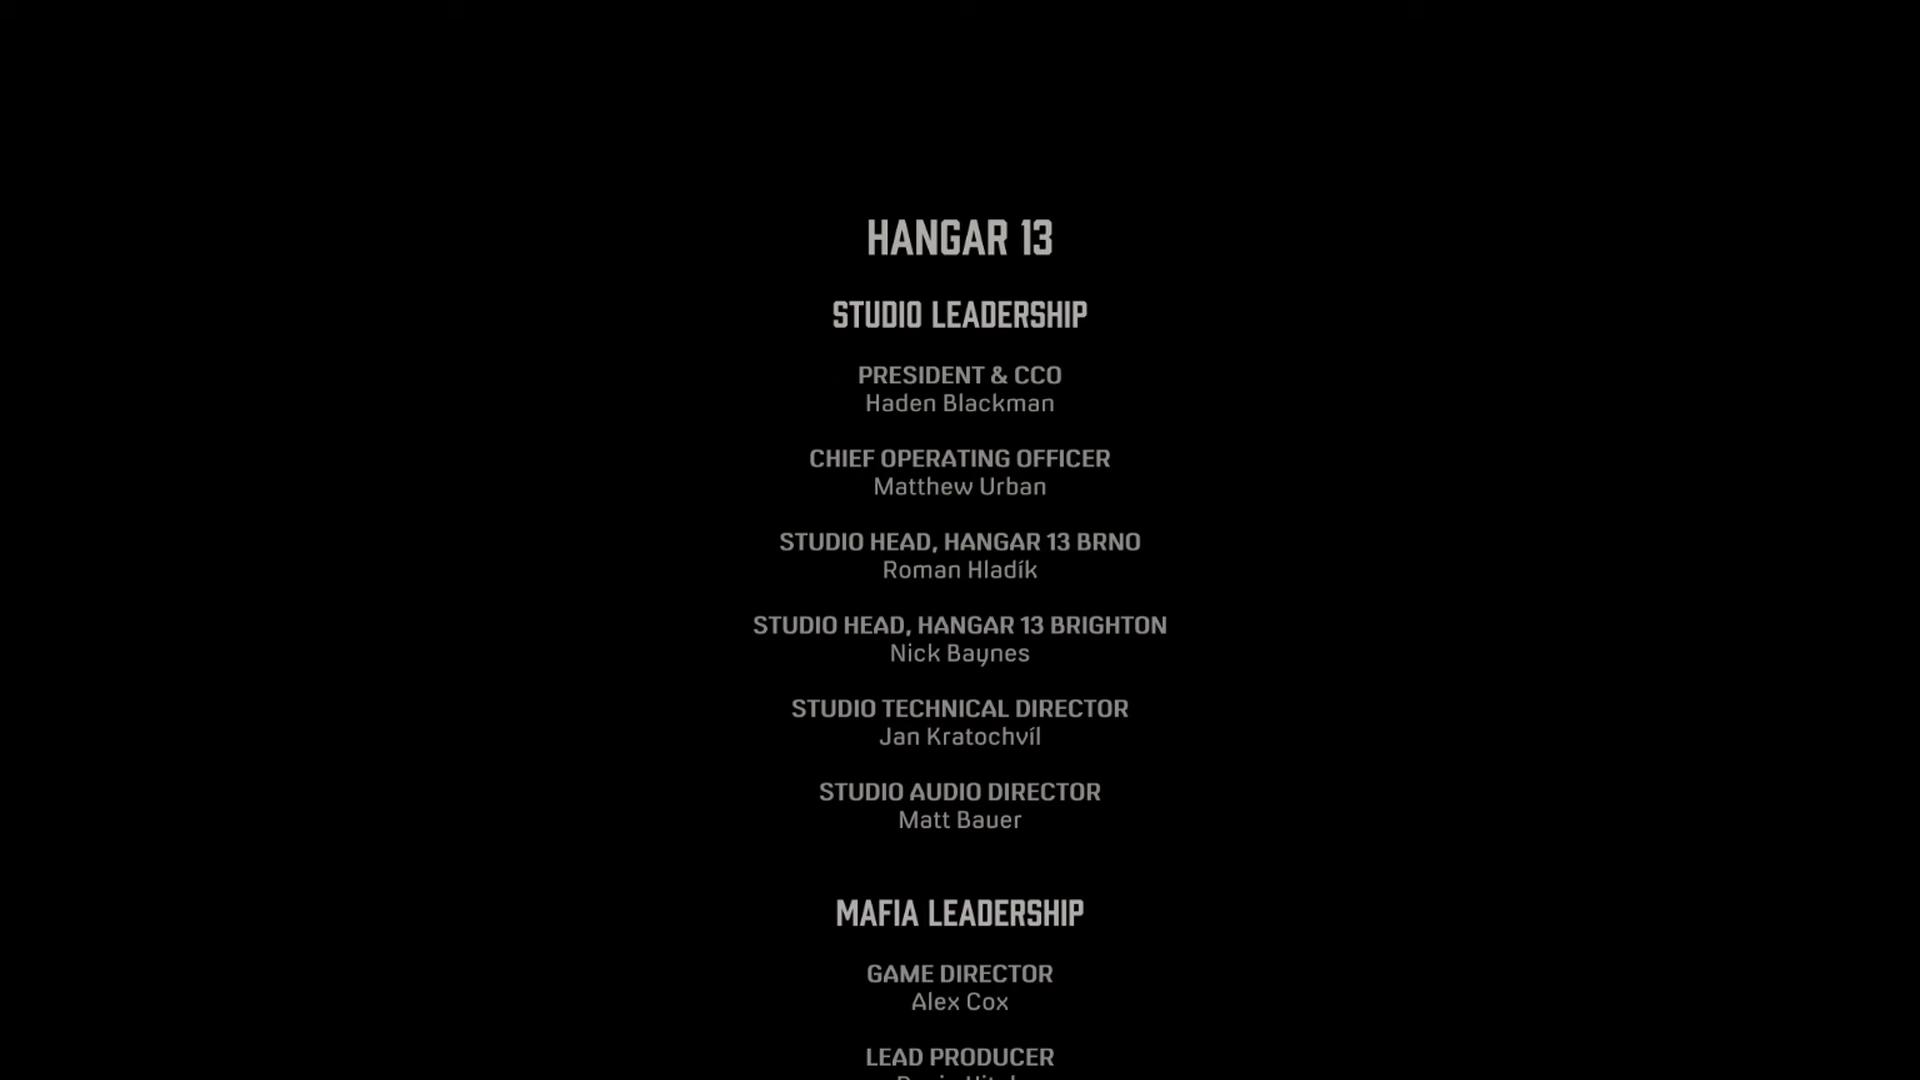 HANGAR 13
STUDIO LEADERSHIP
PRESIDENT & CCO
Haden Blackman
CHIEF OPERATING OFFICER
Matthew Urban
STUDIO HEAD, HANGAR 13 BRNO
Roman Hladík
STUDIO HEAD, HANGAR 13 BRIGHTON
Nick Baynes
STUDIO TECHNICAL DIRECTOR
Jan Kratochvíl
STUDIO AUDIO DIRECTOR
Matt Bauer
MAFIA LEADERSHIP
GAME DIRECTOR
Alex Cox
LEAD PRODUCER